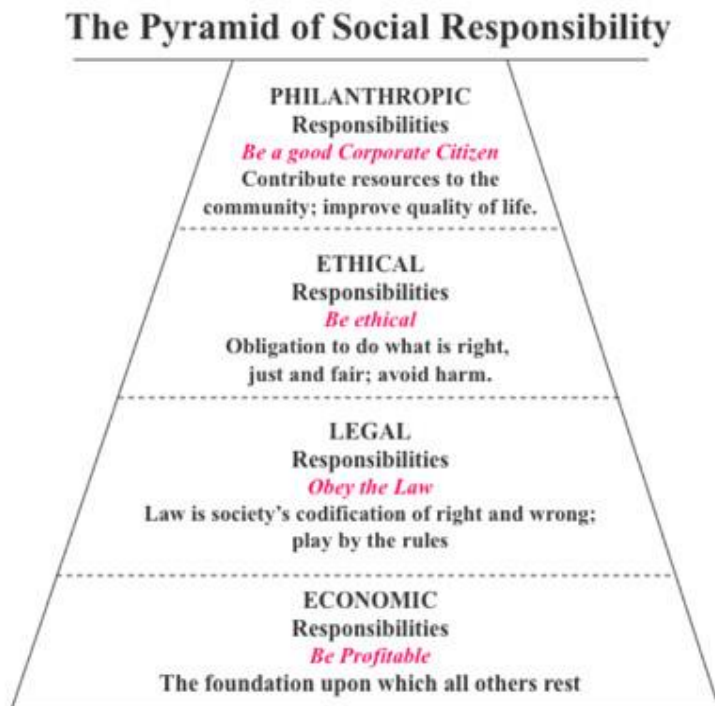 The Pyramid of Social Responsibility
PHILANTHROPIC
Responsibilities
Be a good Corporate Citizen
Contribute resources to the
community; improve quality of life.
ETHICAL
Responsibilities
Be ethical
Obligation to do what is right,
just and fair; avoid harm.
LEGAL
Responsibilities
Obey the Law
Law is society’s codification of right and wrong;
play by the rules
ECONOMIC
Responsibilities
Be Profitable
The foundation upon which all others rest